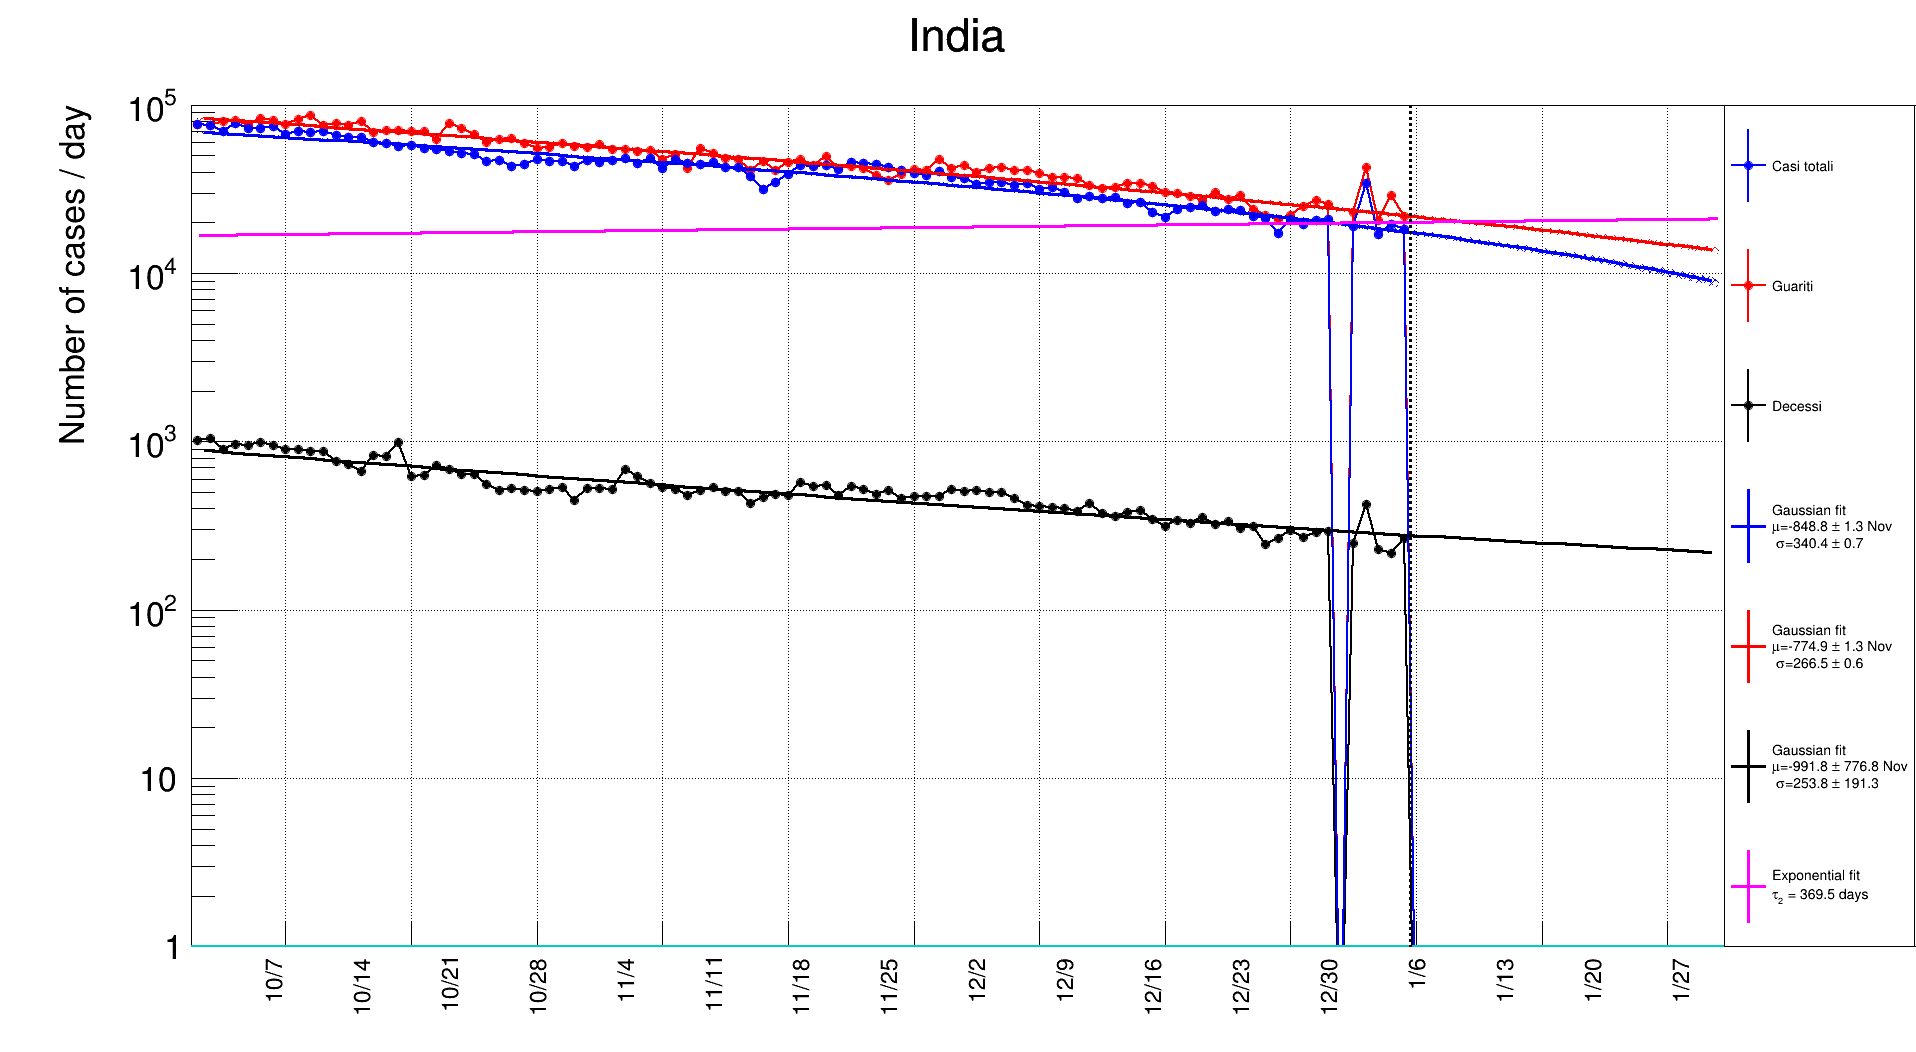 India
Number of cases / day
10^5
10^4
10^3
10^2
10
1
10/7
10/14
10/21
10/28
11/4
11/11
11/18
11/25
12/2
12/9
12/16
12/23
12/30
1/6
1/13
1/20
1/27
Casi totali
Guariti
Decessi
Gaussian fit
μ=-848.8 ± 1.3 Nov
σ=340.4 ± 0.7
Gaussian fit
μ=-774.9 ± 1.3 Nov
σ=266.5 ± 0.6
Gaussian fit
μ=-991.8 ± 776.8 Nov
σ=253.8 ± 191.3
Exponential fit
τ₂ = 369.5 days